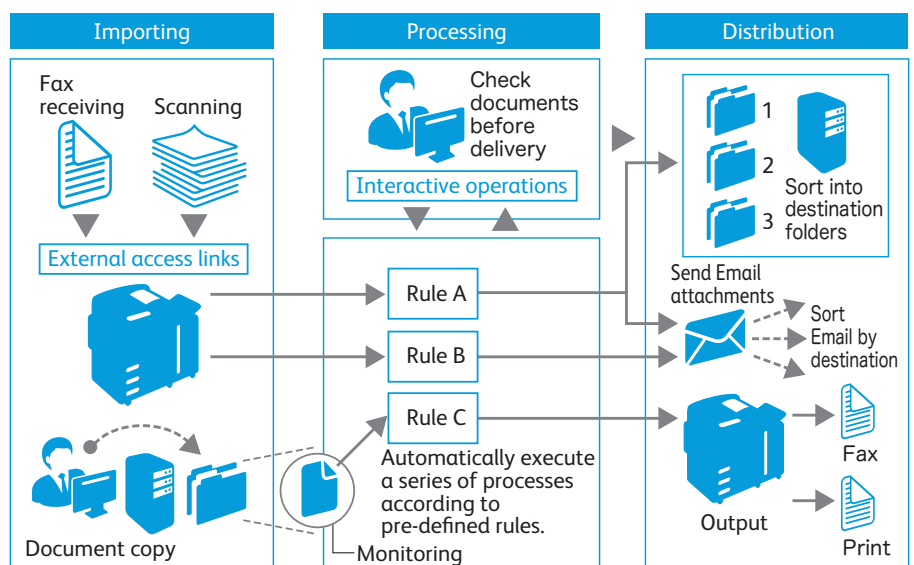 Importing
Processing
Distribution
Fax
receiving
Scanning
External access links
Document copy
Check
documents
before
delivery
Interactive operations
Rule A
Rule B
Rule C
Automatically execute
a series of processes
according to
pre-defined rules.
Monitoring
1
2
3
Sort into
destination
folders
Send Email
attachments
Sort
Email by
destination
Output
Fax
Print